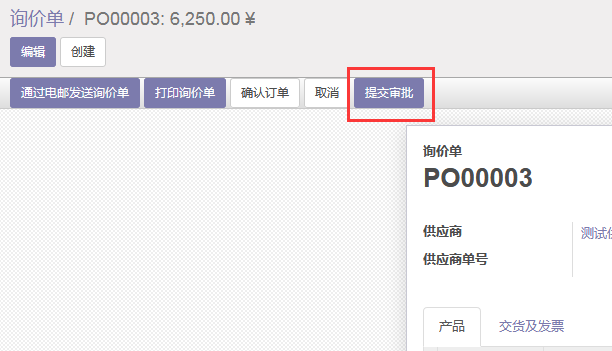 询价单 / PO00003: 6,250.00 ¥
编辑 创建
通过电邮发送询价单 打印询价单 确认订单 取消 提交审批
询价单
PO00003
供应商 测试
供应商单号
产品 交货及发票